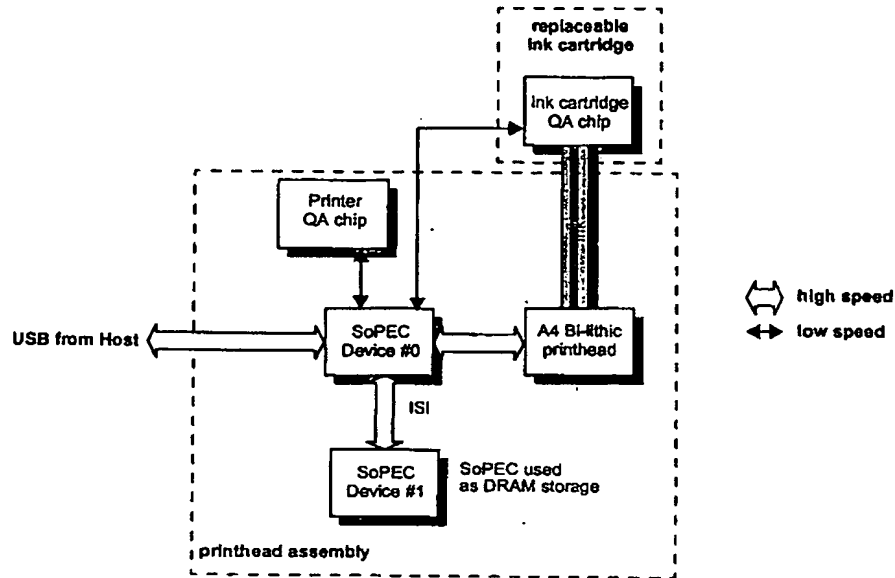 replaceable
ink cartridge
Ink cartridge
QA chip
Printer
QA chip
high speed
low speed
USB from Host
SoPEC
Device #0
A4 Bi-lithic
printhead
ISI
SoPEC
Device #1
SoPEC used
as DRAM storage
printhead assembly